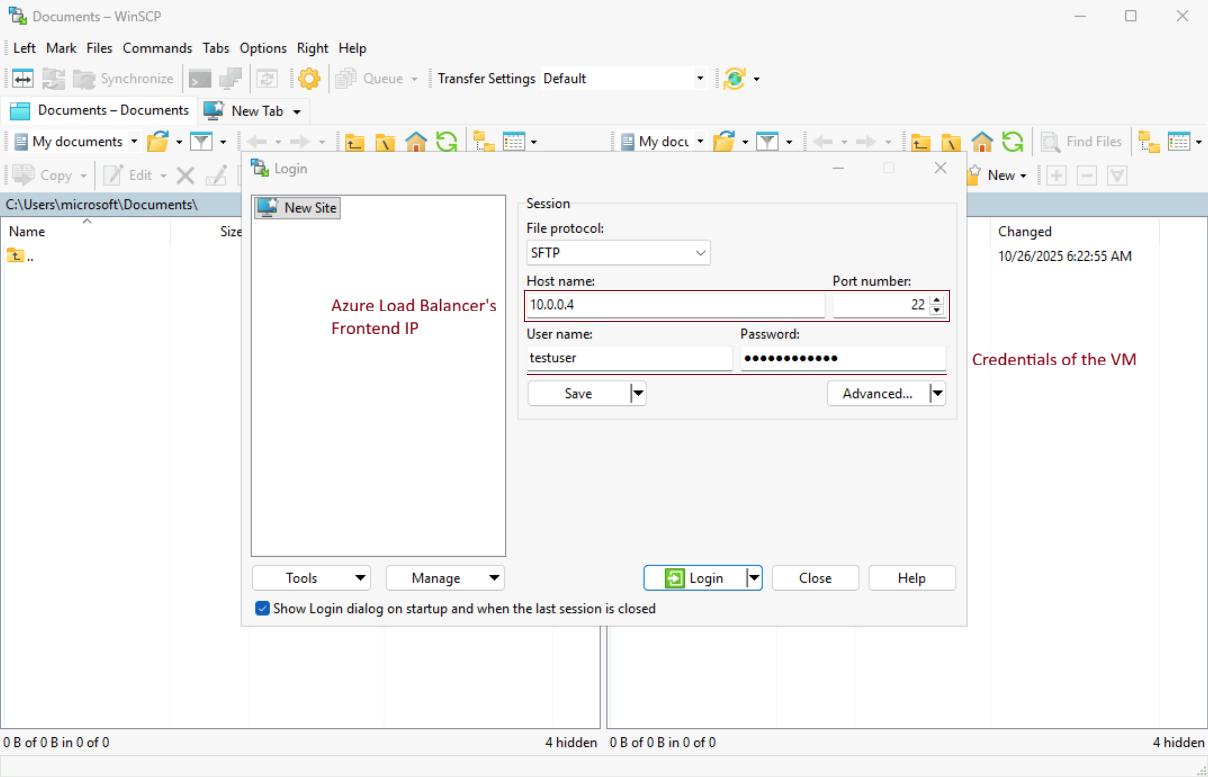 Documents – WinSCP
Left Mark Files Commands Tabs Options Right Help
Synchronize Queue Transfer Settings Default
Documents – Documents New Tab
My documents My docu Find Files
Copy Edit Login New
C:\Users\microsoft\Documents\
Name Size Changed
.. 10/26/2025 6:22:55 AM
New Site
Session
File protocol:
SFTP
Host name: Port number:
10.0.0.4 22
Azure Load Balancer's
Frontend IP
User name: Password:
testuser ●●●●●●●●●●●●
Credentials of the VM
Save Advanced...
Tools Manage Login Close Help
Show Login dialog on startup and when the last session is closed
0 B of 0 B in 0 of 0 4 hidden 0 B of 0 B in 0 of 0 4 hidden